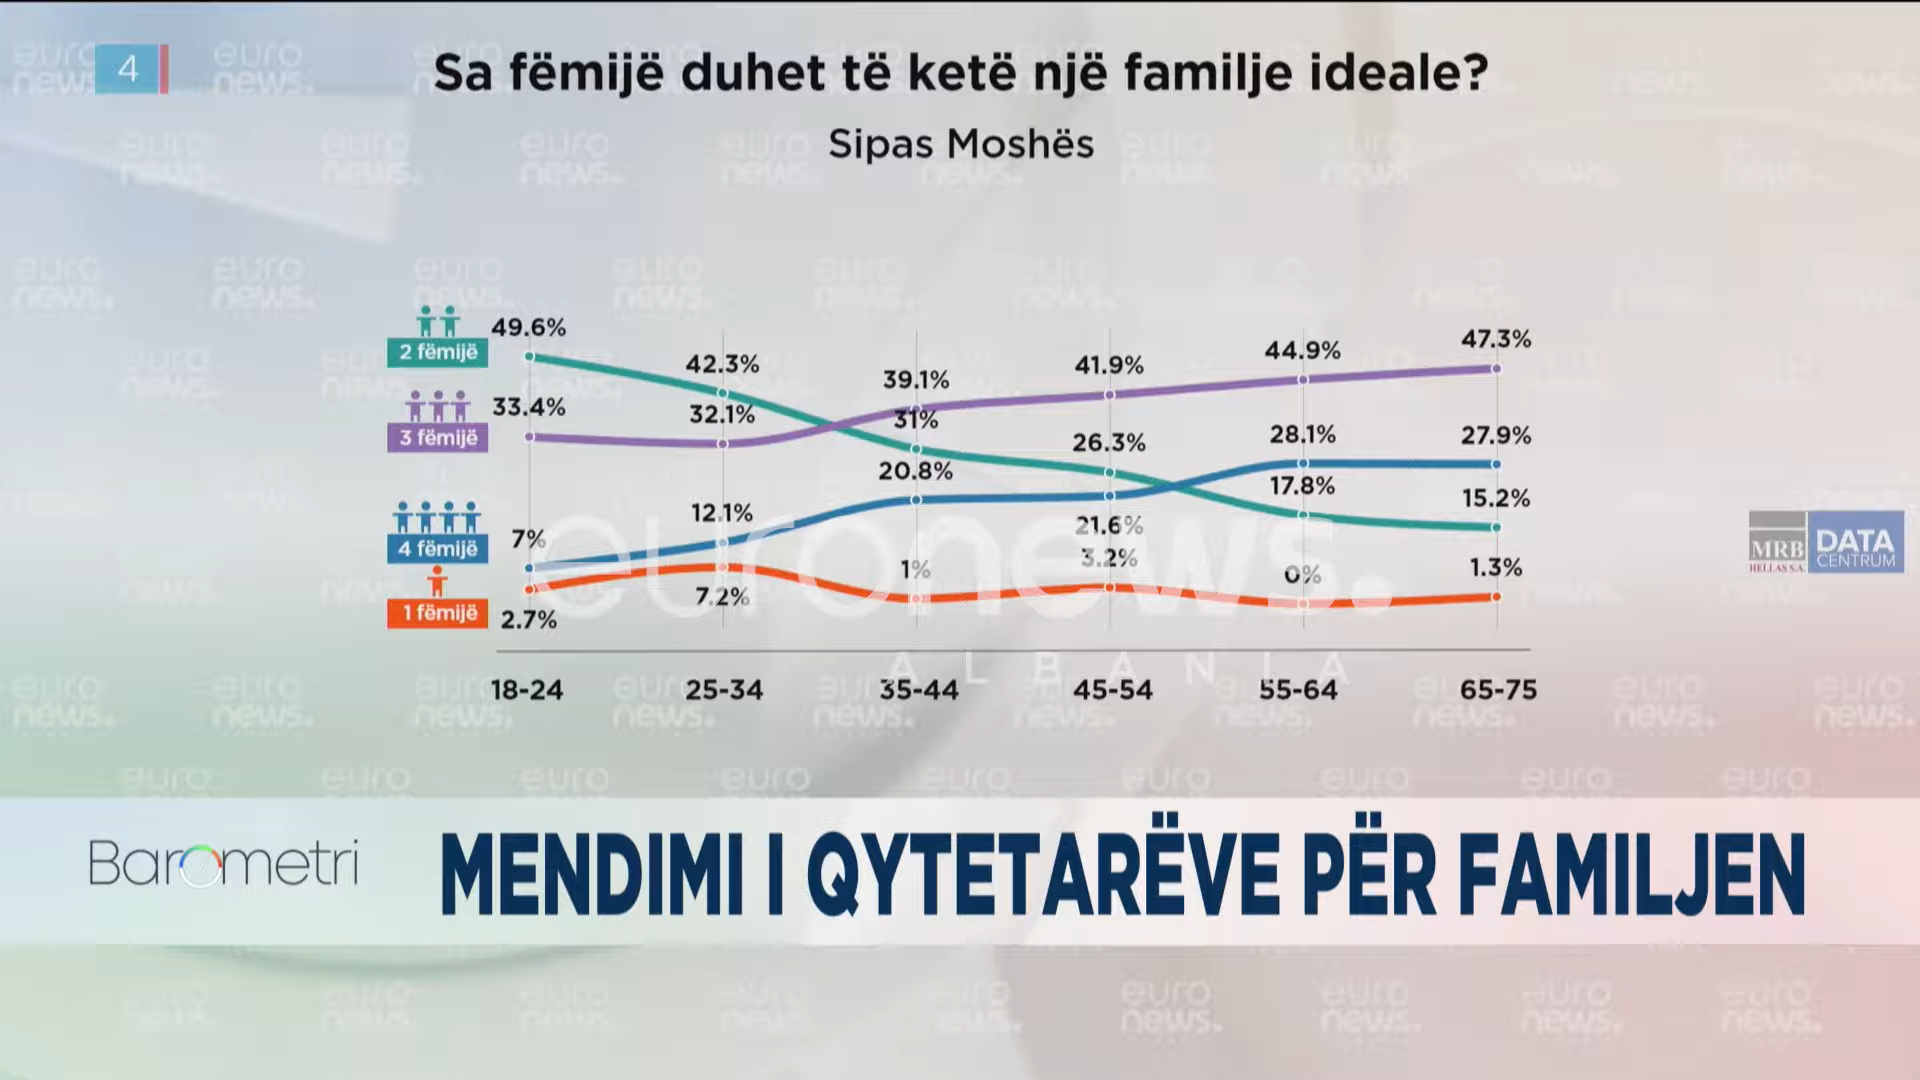 4
Sa fëmijë duhet të ketë një familje ideale?
Sipas Moshës
2 fëmijë
49.6%
42.3%
31%
26.3%
17.8%
15.2%
3 fëmijë
33.4%
32.1%
39.1%
41.9%
44.9%
47.3%
4 fëmijë
7%
12.1%
20.8%
21.6%
28.1%
27.9%
1 fëmijë
2.7%
7.2%
1%
3.2%
0%
1.3%
18-24
25-34
35-44
45-54
55-64
65-75
euronews.
ALBANIA
MRB
HELLAS S.A.
DATA
CENTRUM
Barometri
MENDIMI I QYTETARËVE PËR FAMILJEN
euro
news.